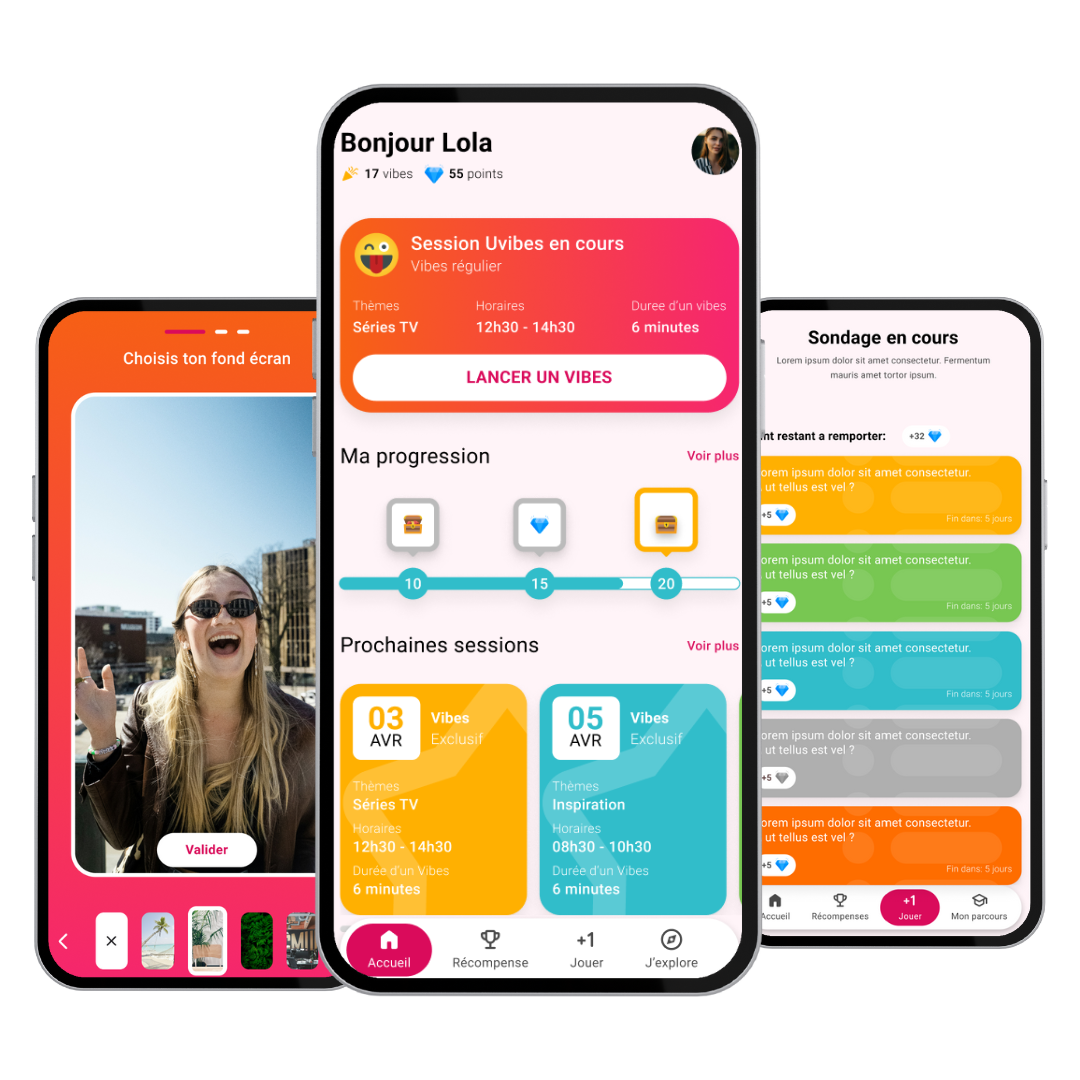 Choisis ton fond écran
Valider
Bonjour Lola
17 vibes 55 points
Session Uvibes en cours
Vibes régulier
Thèmes Horaires Duree d'un vibes
Séries TV 12h30 - 14h30 6 minutes
LANCER UN VIBES
Ma progression Voir plus
10 15 20
Prochaines sessions Voir plus
03
AVR
Vibes
Exclusif
Thèmes
Séries TV
Horaires
12h30 - 14h30
Durée d'un Vibes
6 minutes
05
AVR
Vibes
Exclusif
Thèmes
Inspiration
Horaires
08h30 - 10h30
Durée d'un Vibes
6 minutes
Accueil Récompense +1 Jouer J'explore
Sondage en cours
Lorem ipsum dolor sit amet consectetur. Fermentum
mauris amet tortor ipsum.
nt restant a remporter: +32
orem ipsum dolor sit amet consectetur.
ut tellus est vel ?
+5 Fin dans: 5 jours
orem ipsum dolor sit amet consectetur.
ut tellus est vel ?
+5 Fin dans: 5 jours
orem ipsum dolor sit amet consectetur.
ut tellus est vel ?
+5 Fin dans: 5 jours
orem ipsum dolor sit amet consectetur.
ut tellus est vel ?
+5 Fin dans: 5 jours
orem ipsum dolor sit amet consectetur.
ut tellus est vel ?
+5 Fin dans: 5 jours
Accueil Récompenses +1 Jouer Mon parcours